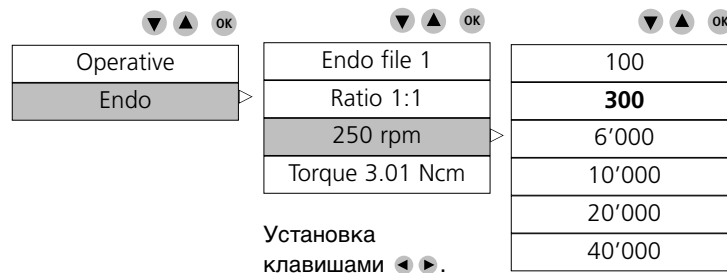 OK
OK
OK
Operative
Endo
Endo file 1
Ratio 1:1
250 rpm
Torque 3.01 Ncm
Установка
клавишами ◀ ▶.
100
300
6’000
10’000
20’000
40’000